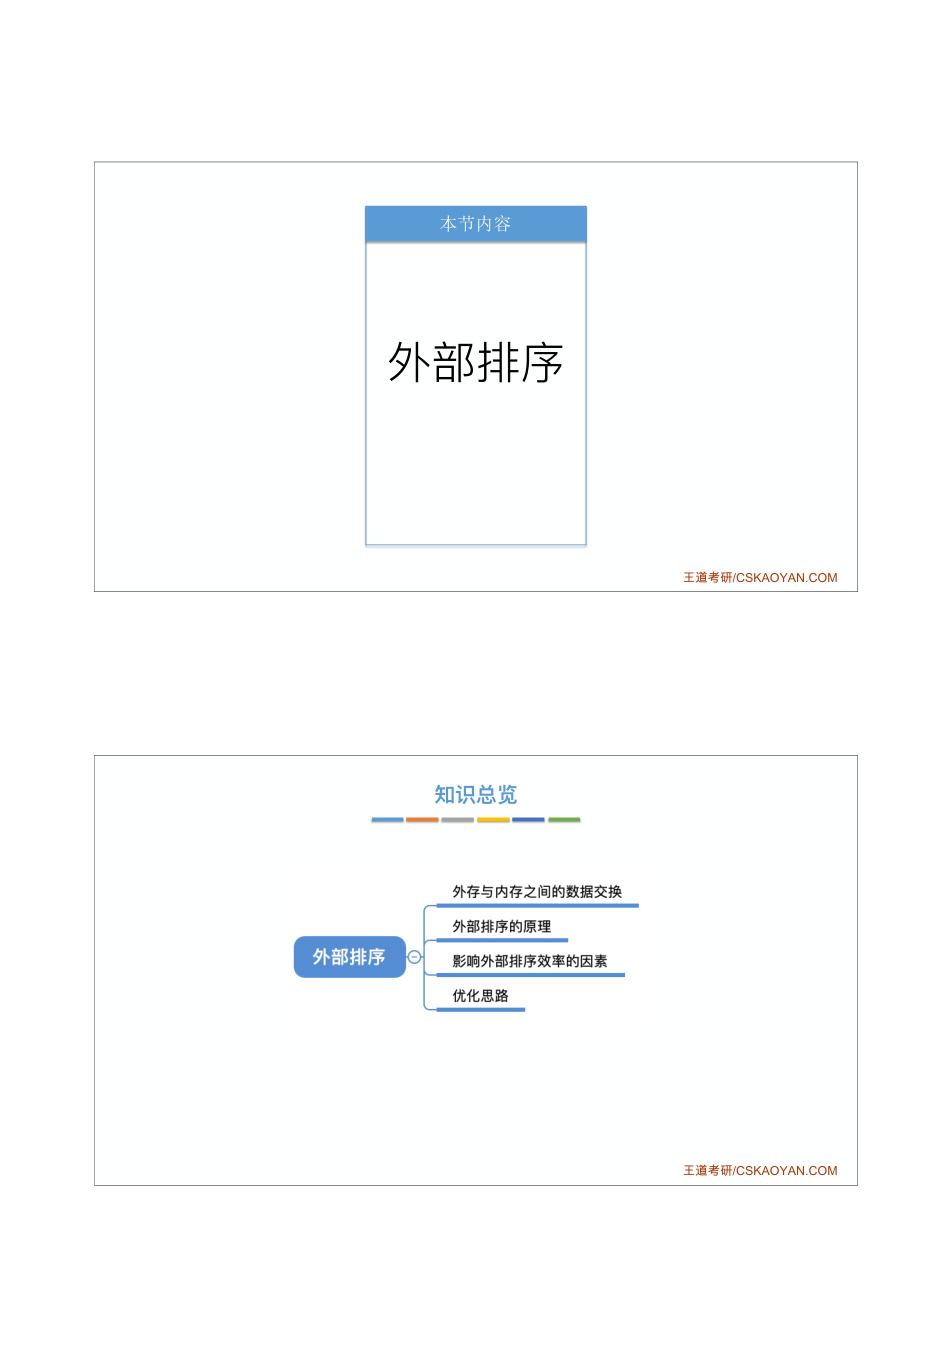 本节内容
外部排序
王道考研/CSKAOYAN.COM
知识总览
外存与内存之间的数据交换
外部排序的原理
外部排序
影响外部排序效率的因素
优化思路
王道考研/CSKAOYAN.COM